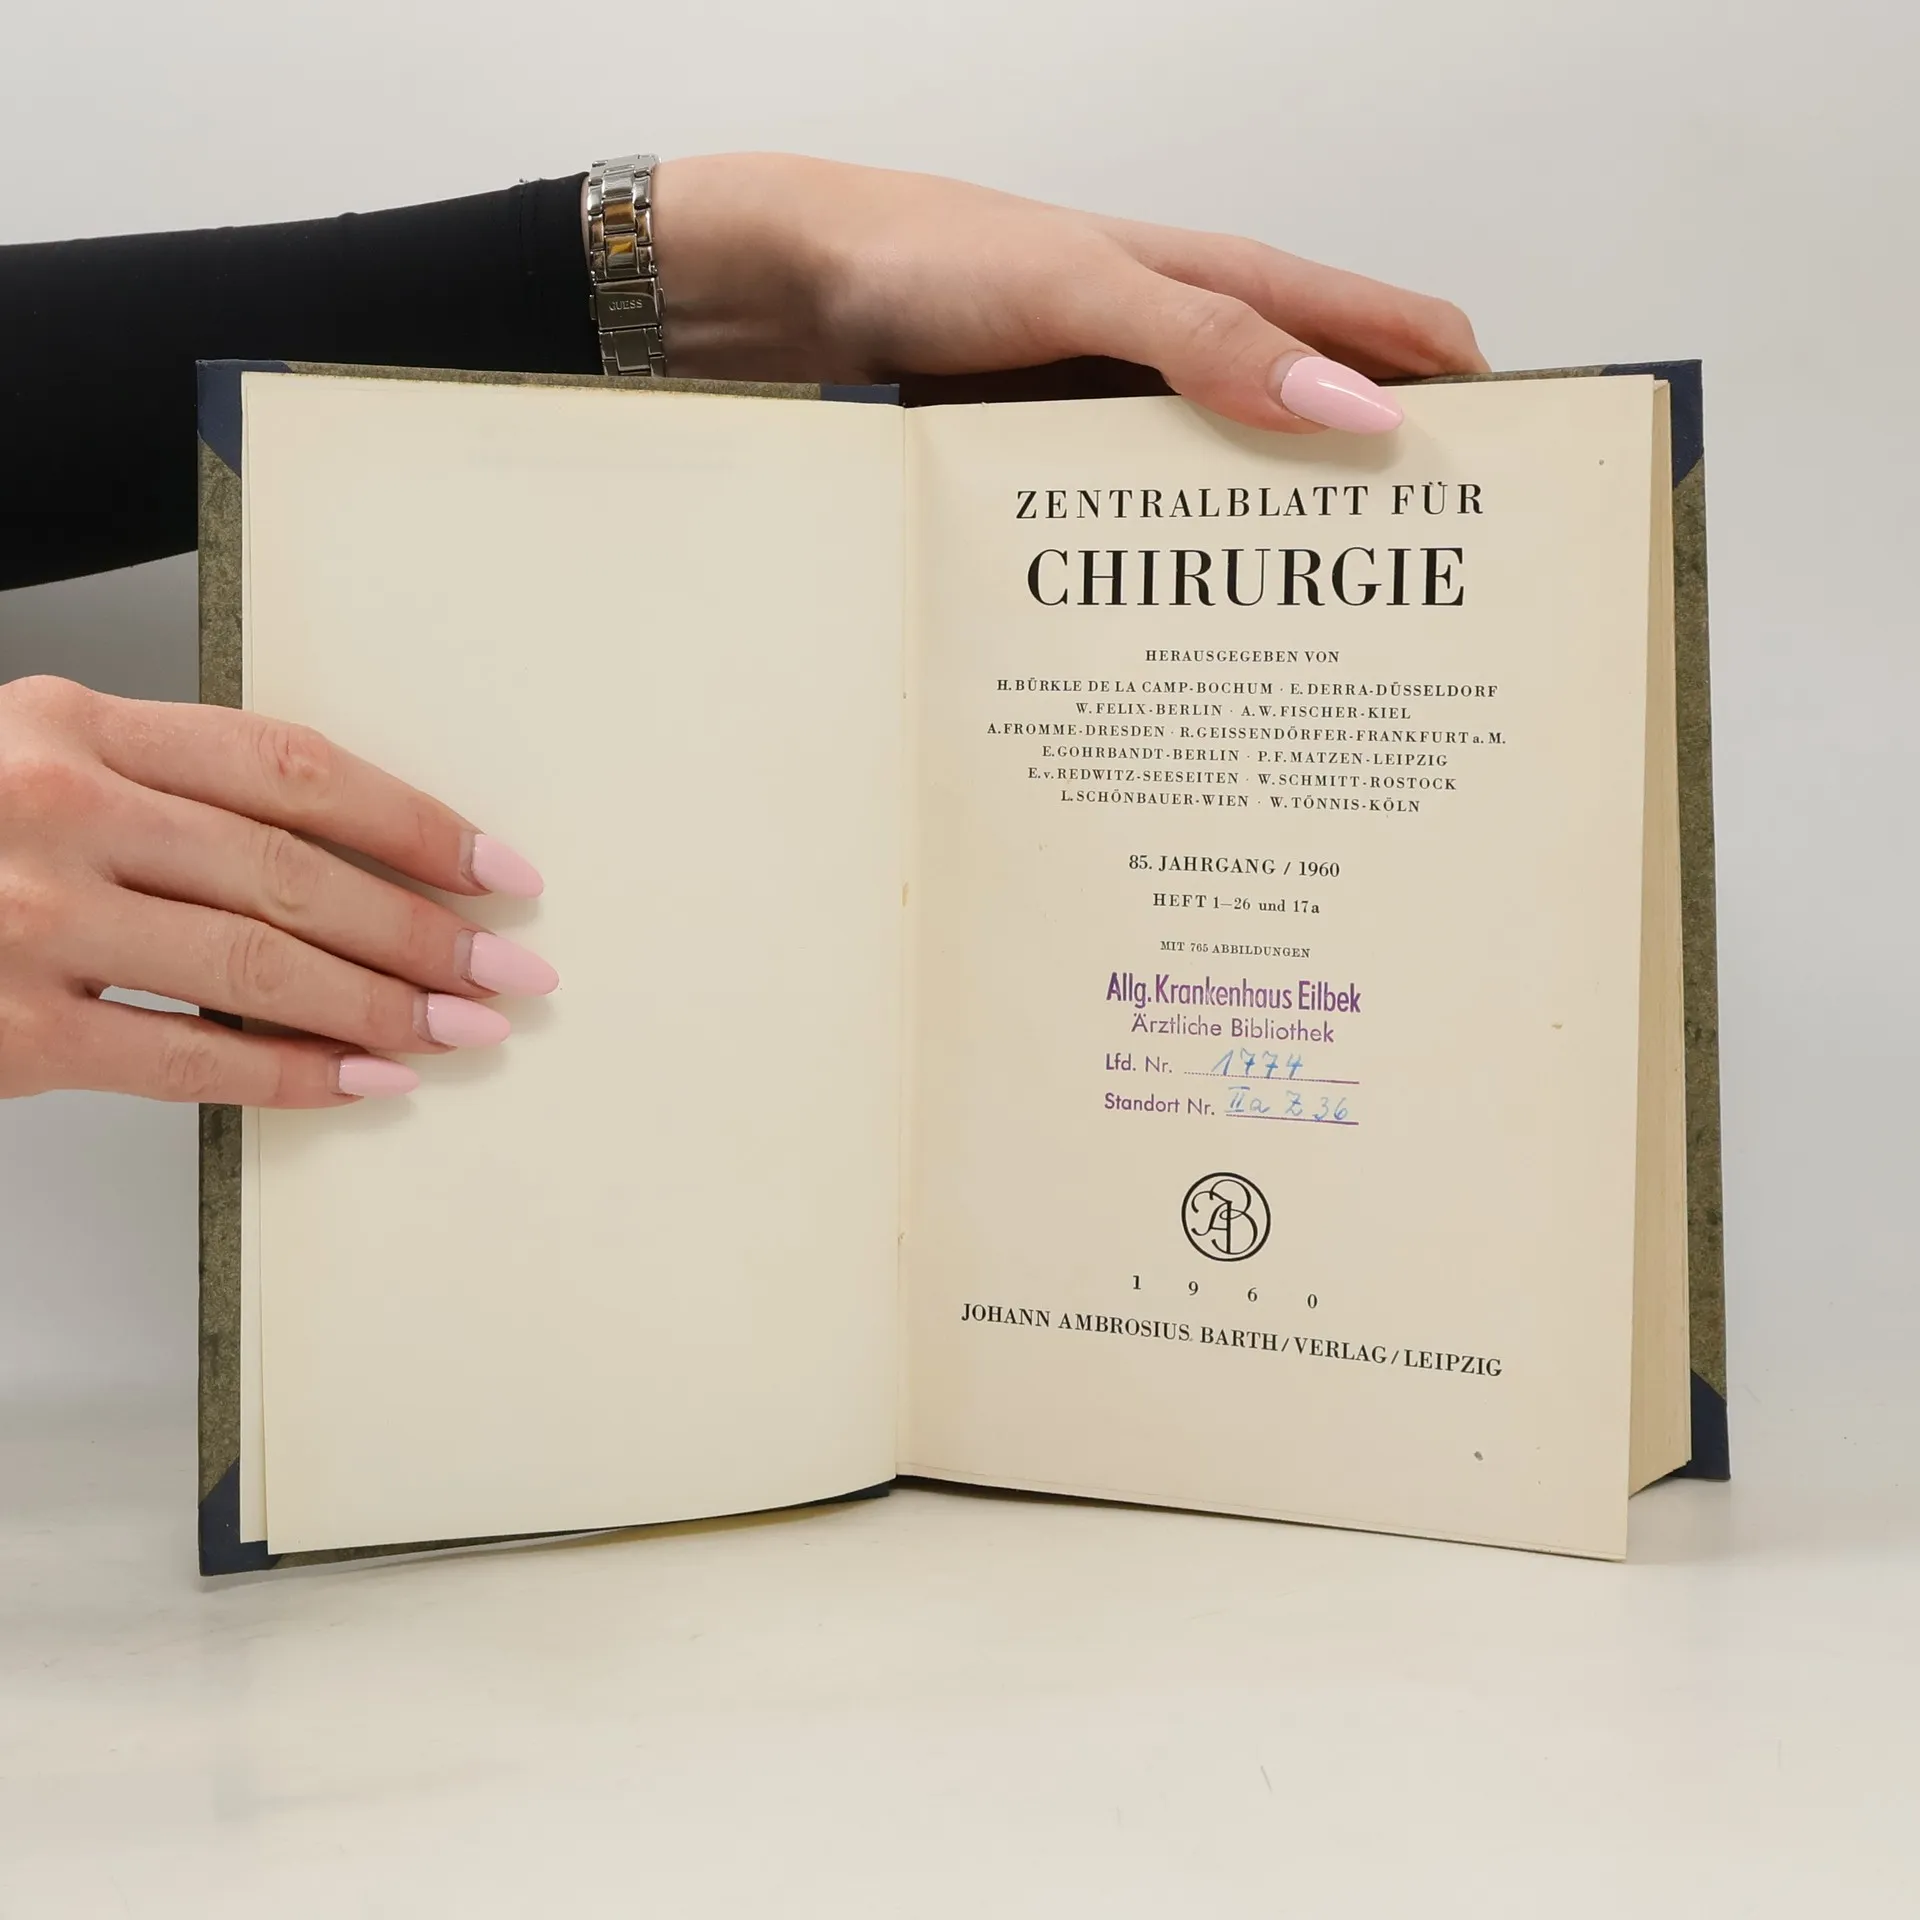 GUESS
ZENTRALBLATT FÜR
CHIRURGIE
HERAUSGEGEBEN VON
H. BÜRKLE DE LA CAMP-BOCHUM · E. DERRA-DÜSSELDORF
W. FELIX-BERLIN · A. W. FISCHER-KIEL
A. FROMME-DRESDEN · R. GEISSENDÖRFER-FRANKFURT a. M.
E. GOHRBANDT-BERLIN · P. F. MATZEN-LEIPZIG
E. v. REDWITZ-SEESEITEN · W. SCHMITT-ROSTOCK
L. SCHÖNBAUER-WIEN · W. TÖNNIS-KÖLN
85. JAHRGANG / 1960
HEFT 1—26 und 17a
MIT 765 ABBILDUNGEN
Allg. Krankenhaus Eilbek
Ärztliche Bibliothek
Lfd. Nr. 1774
Standort Nr. IIa Z 36
JAB
1 9 6 0
JOHANN AMBROSIUS BARTH / VERLAG / LEIPZIG